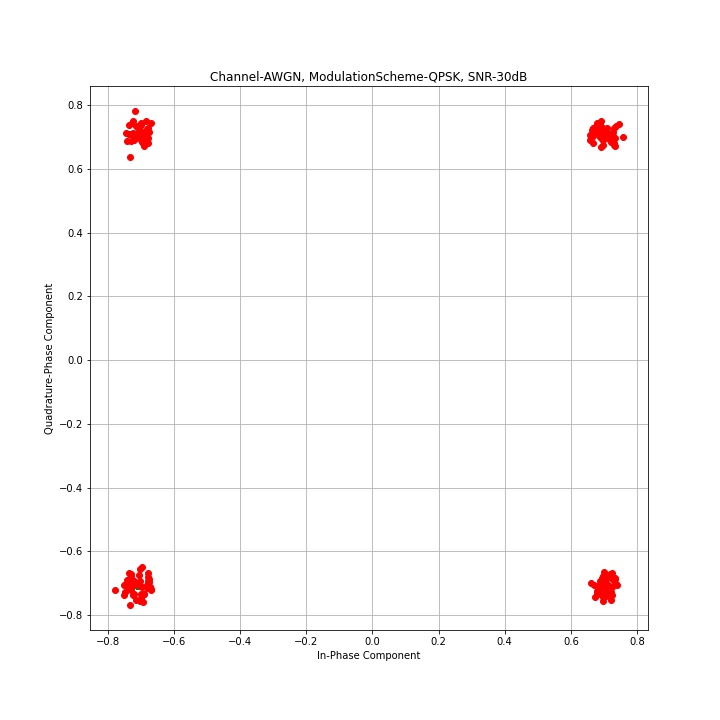 Channel-AWGN, ModulationScheme-QPSK, SNR-30dB
0.8
0.6
0.4
0.2
0.0
−0.2
−0.4
−0.6
−0.8
Quadrature-Phase Component
−0.8 −0.6 −0.4 −0.2 0.0 0.2 0.4 0.6 0.8
In-Phase Component